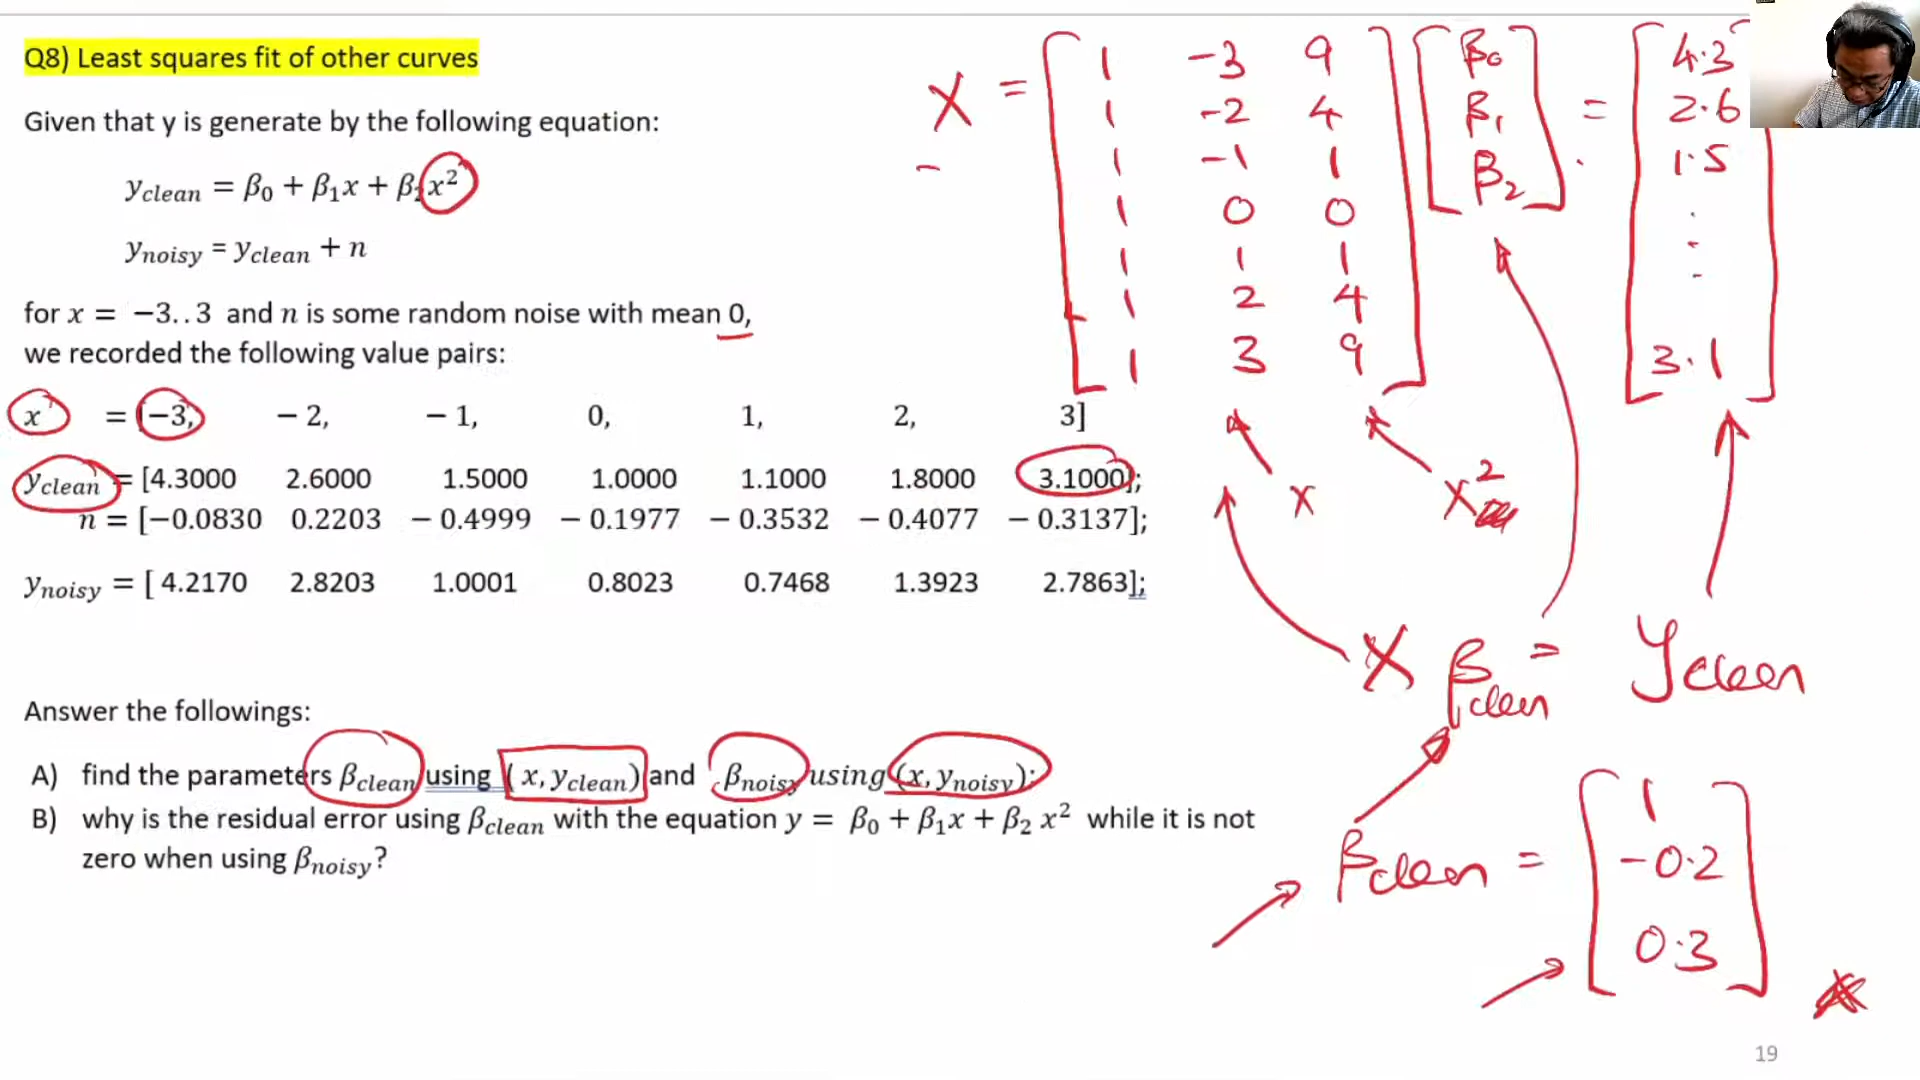 Q8) Least squares fit of other curves
Given that y is generate by the following equation:
y_clean = β₀ + β₁x + β₂x²
y_noisy = y_clean + n
for x = −3..3 and n is some random noise with mean 0,
we recorded the following value pairs:
x = [−3, − 2, − 1, 0, 1, 2, 3]
y_clean = [4.3000 2.6000 1.5000 1.0000 1.1000 1.8000 3.1000];
n = [−0.0830 0.2203 − 0.4999 − 0.1977 − 0.3532 − 0.4077 − 0.3137];
y_noisy = [ 4.2170 2.8203 1.0001 0.8023 0.7468 1.3923 2.7863];
Answer the followings:
A) find the parameters β_clean using ( x, y_clean) and β_noisy using (x, y_noisy);
B) why is the residual error using β_clean with the equation y = β₀ + β₁x + β₂ x² while it is not
zero when using β_noisy?
X = 1 -3 9 β₀ = 4.3
1 -2 4 β₁ 2.6
1 -1 1 β₂ 1.5
1 0 0
1 1 1
1 2 4
1 3 9 3.1
x x²
X β_clean = y_clean
β_clean = 1
-0.2
0.3
19